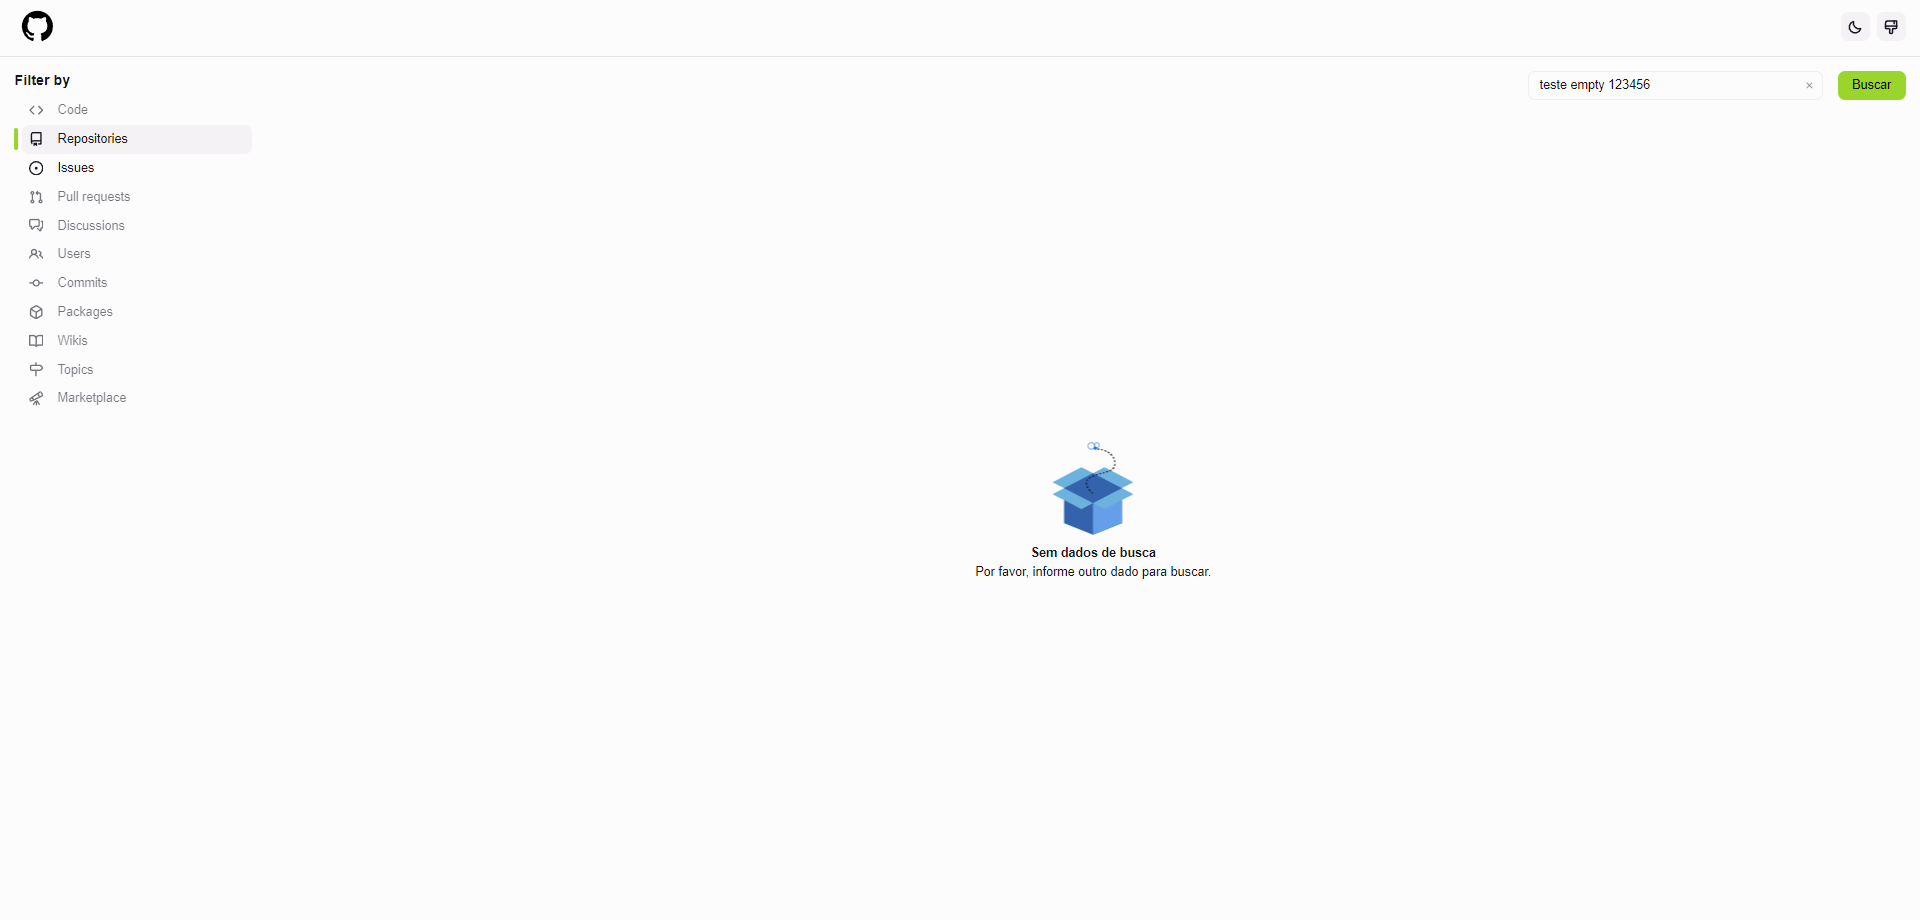 Filter by
Code
Repositories
Issues
Pull requests
Discussions
Users
Commits
Packages
Wikis
Topics
Marketplace
teste empty 123456
Buscar
Sem dados de busca
Por favor, informe outro dado para buscar.